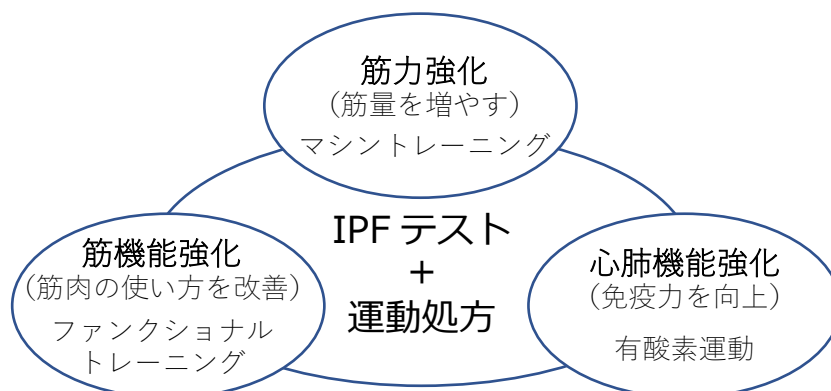 筋力強化
(筋量を増やす)
マシントレーニング
IPF テスト
+
運動処方
筋機能強化
(筋肉の使い方を改善)
ファンクショナル
トレーニング
心肺機能強化
(免疫力を向上)
有酸素運動